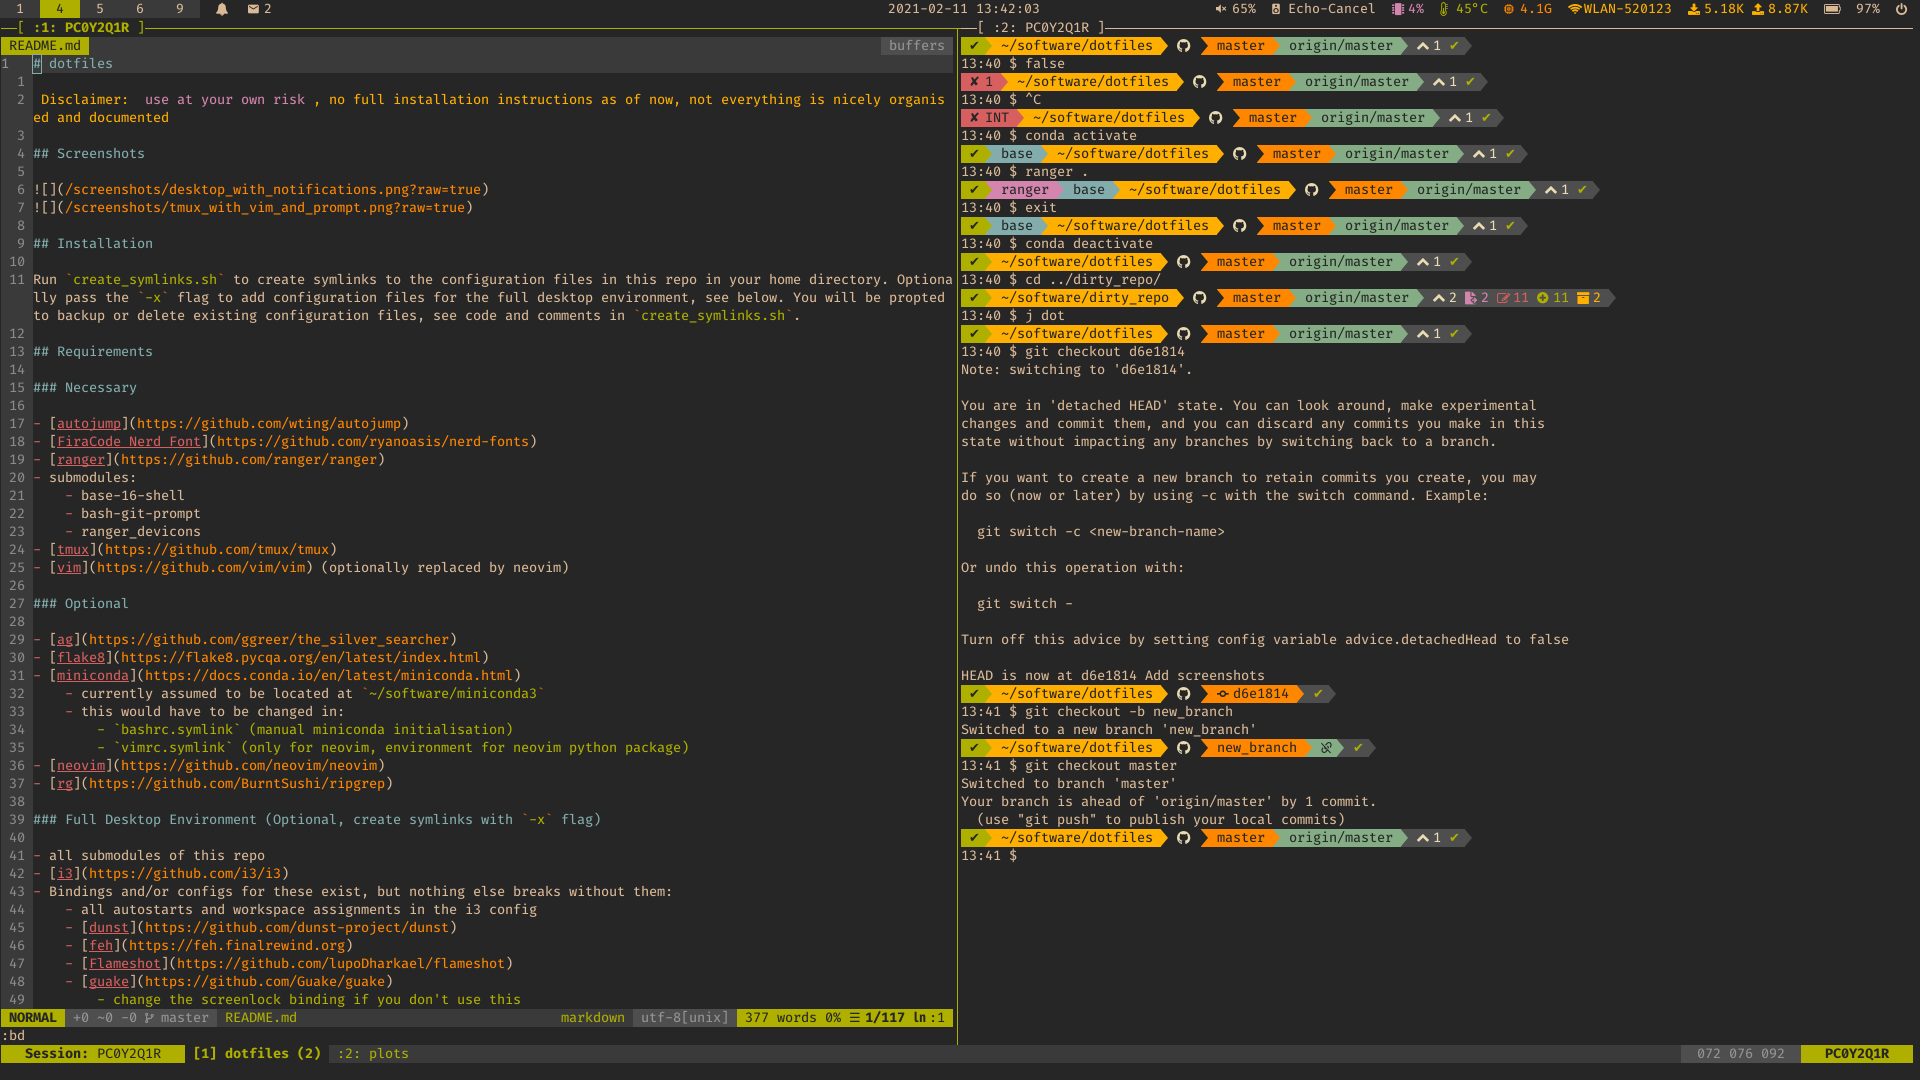 1 4 5 6 9 2 2021-02-11 13:42:03 65% Echo-Cancel 4% 45°C 4.1G WLAN-520123 5.18K 8.87K 97%
[ :1: PC0Y2Q1R ]
README.md buffers
1 # dotfiles
1
2 Disclaimer:  use at your own risk , no full installation instructions as of now, not everything is nicely organis
ed and documented
3
4 ## Screenshots
5
6 ![](/screenshots/desktop_with_notifications.png?raw=true)
7 ![](/screenshots/tmux_with_vim_and_prompt.png?raw=true)
8
9 ## Installation
10
11 Run `create_symlinks.sh` to create symlinks to the configuration files in this repo in your home directory. Optiona
lly pass the `-x` flag to add configuration files for the full desktop environment, see below. You will be propted
to backup or delete existing configuration files, see code and comments in `create_symlinks.sh`.
12
13 ## Requirements
14
15 ### Necessary
16
17 - [autojump](https://github.com/wting/autojump)
18 - [FiraCode Nerd Font](https://github.com/ryanoasis/nerd-fonts)
19 - [ranger](https://github.com/ranger/ranger)
20 - submodules:
21     - base-16-shell
22     - bash-git-prompt
23     - ranger_devicons
24 - [tmux](https://github.com/tmux/tmux)
25 - [vim](https://github.com/vim/vim) (optionally replaced by neovim)
26
27 ### Optional
28
29 - [ag](https://github.com/ggreer/the_silver_searcher)
30 - [flake8](https://flake8.pycqa.org/en/latest/index.html)
31 - [miniconda](https://docs.conda.io/en/latest/miniconda.html)
32     - currently assumed to be located at `~/software/miniconda3`
33     - this would have to be changed in:
34         - `bashrc.symlink` (manual miniconda initialisation)
35         - `vimrc.symlink` (only for neovim, environment for neovim python package)
36 - [neovim](https://github.com/neovim/neovim)
37 - [rg](https://github.com/BurntSushi/ripgrep)
38
39 ### Full Desktop Environment (Optional, create symlinks with `-x` flag)
40
41 - all submodules of this repo
42 - [i3](https://github.com/i3/i3)
43 - Bindings and/or configs for these exist, but nothing else breaks without them:
44     - all autostarts and workspace assignments in the i3 config
45     - [dunst](https://github.com/dunst-project/dunst)
46     - [feh](https://feh.finalrewind.org)
47     - [Flameshot](https://github.com/lupoDharkael/flameshot)
48     - [guake](https://github.com/Guake/guake)
49         - change the screenlock binding if you don't use this
NORMAL +0 ~0 -0 master README.md markdown utf-8[unix] 377 words 0% ☰ 1/117 ln :1
:bd
[ :2: PC0Y2Q1R ]
✔ ~/software/dotfiles master origin/master 1 ✔
13:40 $ false
✘ 1 ~/software/dotfiles master origin/master 1 ✔
13:40 $ ^C
✘ INT ~/software/dotfiles master origin/master 1 ✔
13:40 $ conda activate
✔ base ~/software/dotfiles master origin/master 1 ✔
13:40 $ ranger .
✔ ranger base ~/software/dotfiles master origin/master 1 ✔
13:40 $ exit
✔ base ~/software/dotfiles master origin/master 1 ✔
13:40 $ conda deactivate
✔ ~/software/dotfiles master origin/master 1 ✔
13:40 $ cd ../dirty_repo/
✔ ~/software/dirty_repo master origin/master 2 2 11 11 2
13:40 $ j dot
✔ ~/software/dotfiles master origin/master 1 ✔
13:40 $ git checkout d6e1814
Note: switching to 'd6e1814'.
You are in 'detached HEAD' state. You can look around, make experimental
changes and commit them, and you can discard any commits you make in this
state without impacting any branches by switching back to a branch.
If you want to create a new branch to retain commits you create, you may
do so (now or later) by using -c with the switch command. Example:
git switch -c <new-branch-name>
Or undo this operation with:
git switch -
Turn off this advice by setting config variable advice.detachedHead to false
HEAD is now at d6e1814 Add screenshots
✔ ~/software/dotfiles d6e1814 ✔
13:41 $ git checkout -b new_branch
Switched to a new branch 'new_branch'
✔ ~/software/dotfiles new_branch ✔
13:41 $ git checkout master
Switched to branch 'master'
Your branch is ahead of 'origin/master' by 1 commit.
(use "git push" to publish your local commits)
✔ ~/software/dotfiles master origin/master 1 ✔
13:41 $
Session: PC0Y2Q1R [1] dotfiles (2) :2: plots 072 076 092 PC0Y2Q1R